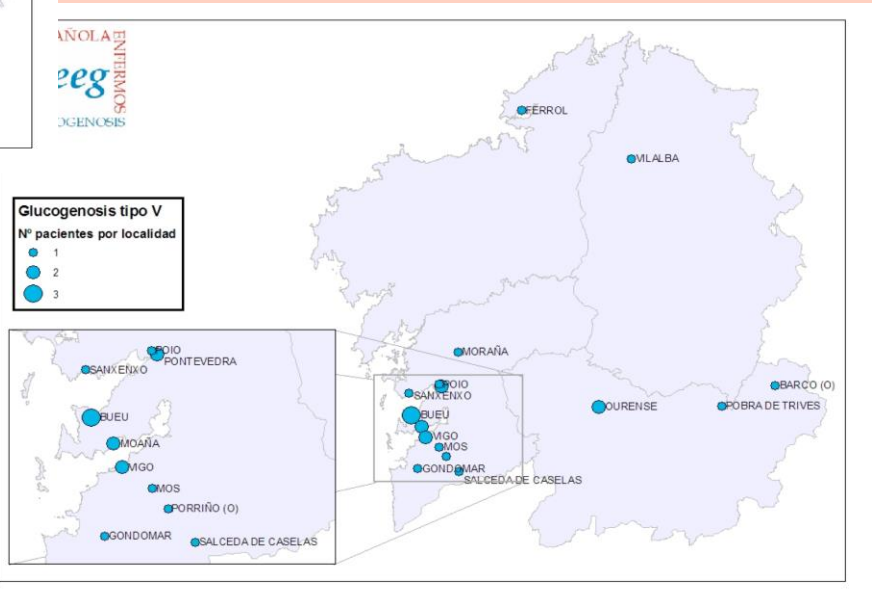 AÑOLA
ENFERMOS
eeg
OGENOSIS
FERROL
VILALBA
Glucogenosis tipo V
Nº pacientes por localidad
1
2
3
MORAÑA
POIO
SANXENXO
BUEU
VIGO
MOS
GONDOMAR
SALCEDA DE CASELAS
OURENSE
BARCO (O)
POBRA DE TRIVES
POIO
PONTEVEDRA
SANXENXO
BUEU
MOAÑA
VIGO
MOS
PORRIÑO (O)
GONDOMAR
SALCEDA DE CASELAS